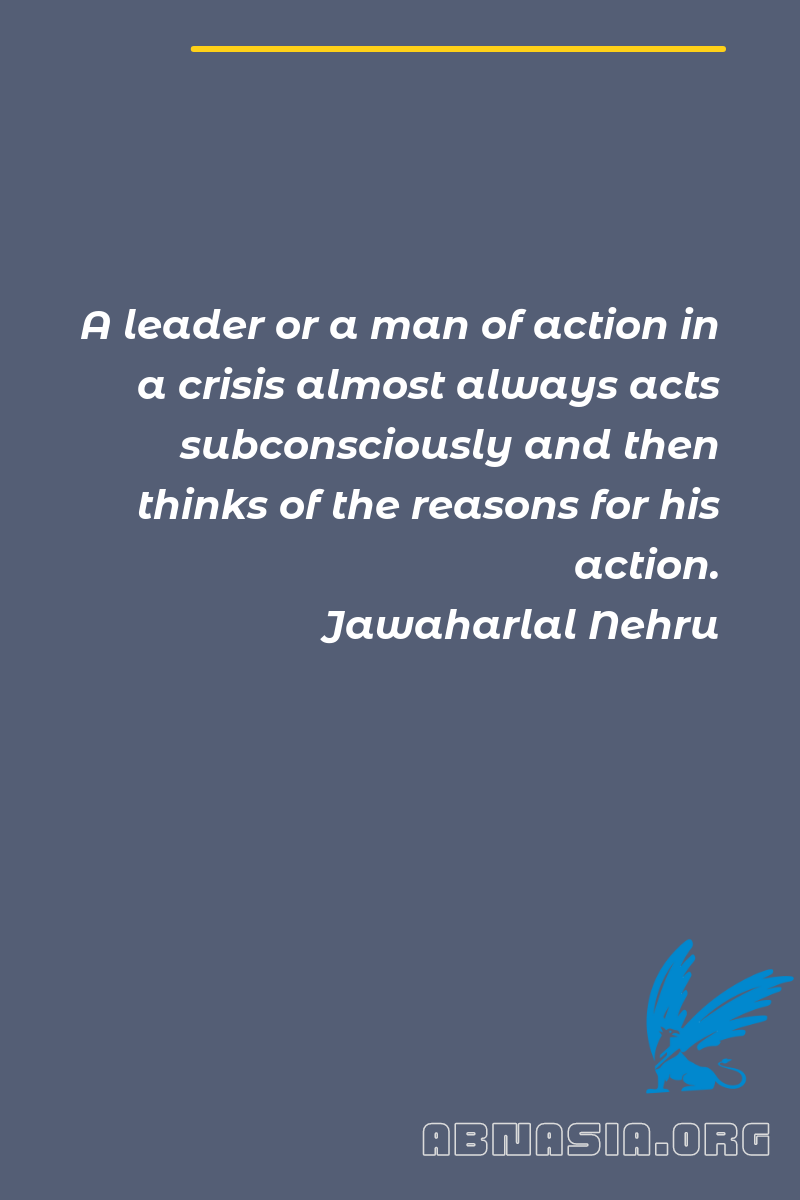 A leader or a man of action in
a crisis almost always acts
subconsciously and then
thinks of the reasons for his
action.
Jawaharlal Nehru
ABNASIA.ORG